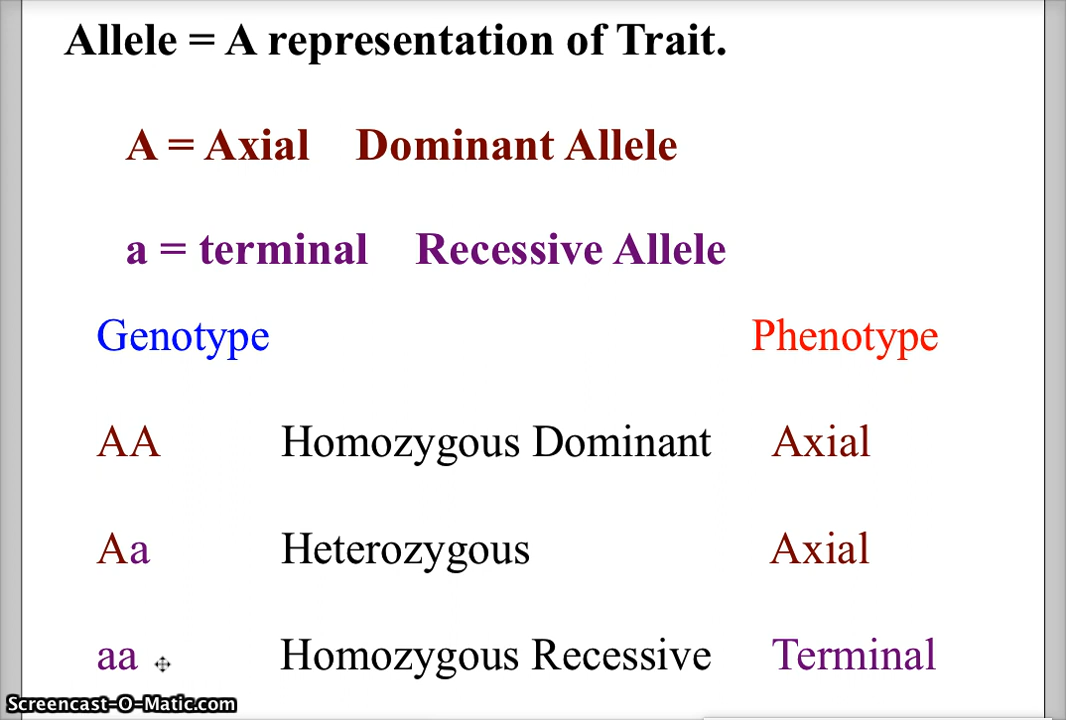 Allele = A representation of Trait.
A = Axial Dominant Allele
a = terminal Recessive Allele
Genotype Phenotype
AA Homozygous Dominant Axial
Aa Heterozygous Axial
aa Homozygous Recessive Terminal
Screencast-O-Matic.com